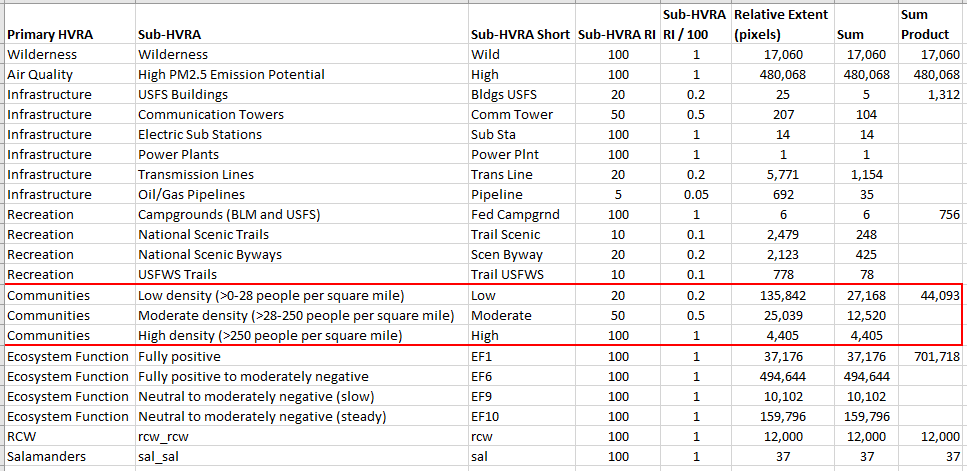 Sub-HVRA Relative Extent Sum
Primary HVRA Sub-HVRA Sub-HVRA Short Sub-HVRA RI RI / 100 (pixels) Sum Product
Wilderness Wilderness Wild 100 1 17,060 17,060 17,060
Air Quality High PM2.5 Emission Potential High 100 1 480,068 480,068 480,068
Infrastructure USFS Buildings Bldgs USFS 20 0.2 25 5 1,312
Infrastructure Communication Towers Comm Tower 50 0.5 207 104
Infrastructure Electric Sub Stations Sub Sta 100 1 14 14
Infrastructure Power Plants Power Plnt 100 1 1 1
Infrastructure Transmission Lines Trans Line 20 0.2 5,771 1,154
Infrastructure Oil/Gas Pipelines Pipeline 5 0.05 692 35
Recreation Campgrounds (BLM and USFS) Fed Campgrnd 100 1 6 6 756
Recreation National Scenic Trails Trail Scenic 10 0.1 2,479 248
Recreation National Scenic Byways Scen Byway 20 0.2 2,123 425
Recreation USFWS Trails Trail USFWS 10 0.1 778 78
Communities Low density (>0-28 people per square mile) Low 20 0.2 135,842 27,168 44,093
Communities Moderate density (>28-250 people per square mile) Moderate 50 0.5 25,039 12,520
Communities High density (>250 people per square mile) High 100 1 4,405 4,405
Ecosystem Function Fully positive EF1 100 1 37,176 37,176 701,718
Ecosystem Function Fully positive to moderately negative EF6 100 1 494,644 494,644
Ecosystem Function Neutral to moderately negative (slow) EF9 100 1 10,102 10,102
Ecosystem Function Neutral to moderately negative (steady) EF10 100 1 159,796 159,796
RCW rcw_rcw rcw 100 1 12,000 12,000 12,000
Salamanders sal_sal sal 100 1 37 37 37